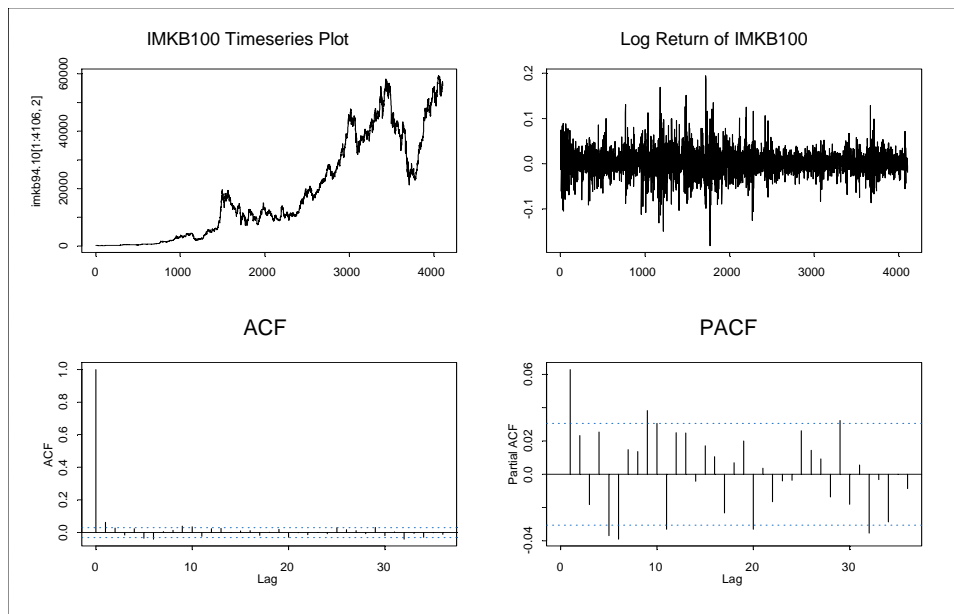 IMKB100 Timeseries Plot
imkb94.10[1:4106, 2]
60000
40000
20000
0
0 1000 2000 3000 4000
Log Return of IMKB100
0.2
0.1
0.0
-0.1
0 1000 2000 3000 4000
ACF
ACF
1.0
0.8
0.6
0.4
0.2
0.0
0 10 20 30
Lag
PACF
Partial ACF
0.06
0.02
0.0
-0.04
0 10 20 30
Lag